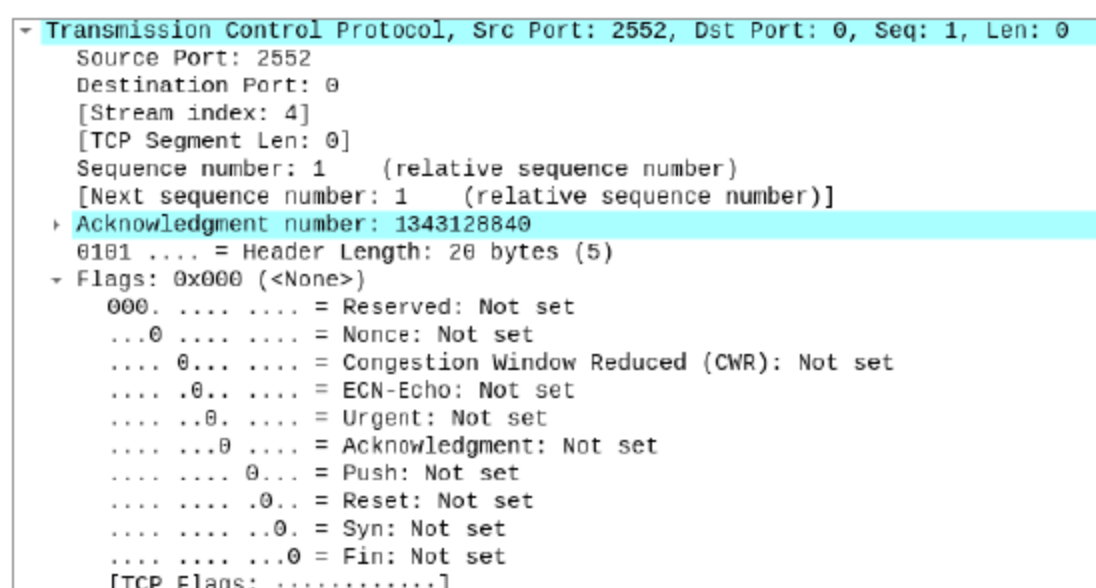 Transmission Control Protocol, Src Port: 2552, Dst Port: 0, Seq: 1, Len: 0
Source Port: 2552
Destination Port: 0
[Stream index: 4]
[TCP Segment Len: 0]
Sequence number: 1    (relative sequence number)
[Next sequence number: 1    (relative sequence number)]
Acknowledgment number: 1343128840
0101 .... = Header Length: 20 bytes (5)
Flags: 0x000 (<None>)
000. .... .... = Reserved: Not set
...0 .... .... = Nonce: Not set
.... 0... .... = Congestion Window Reduced (CWR): Not set
.... .0.. .... = ECN-Echo: Not set
.... ..0. .... = Urgent: Not set
.... ...0 .... = Acknowledgment: Not set
.... .... 0... = Push: Not set
.... .... .0.. = Reset: Not set
.... .... ..0. = Syn: Not set
.... .... ...0 = Fin: Not set
[TCP Flags: ············]